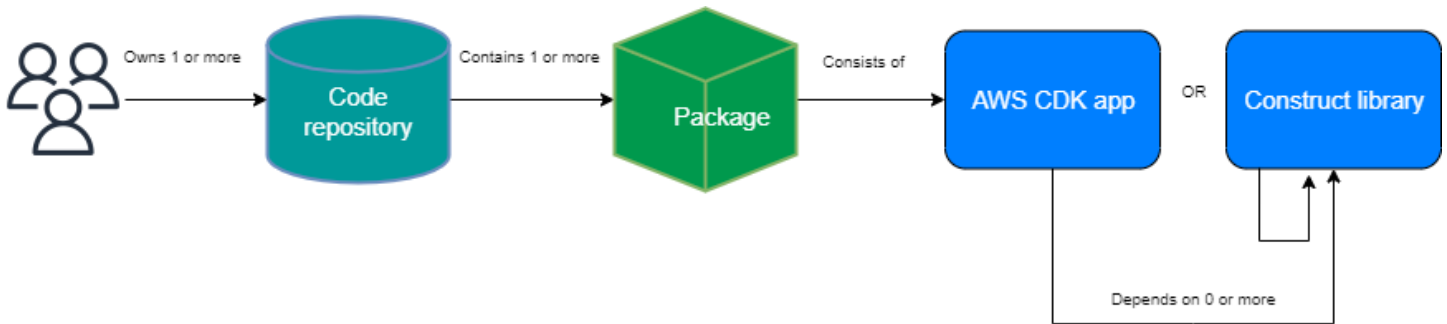 Owns 1 or more
Code
repository
Contains 1 or more
Package
Consists of
AWS CDK app
OR
Construct library
Depends on 0 or more